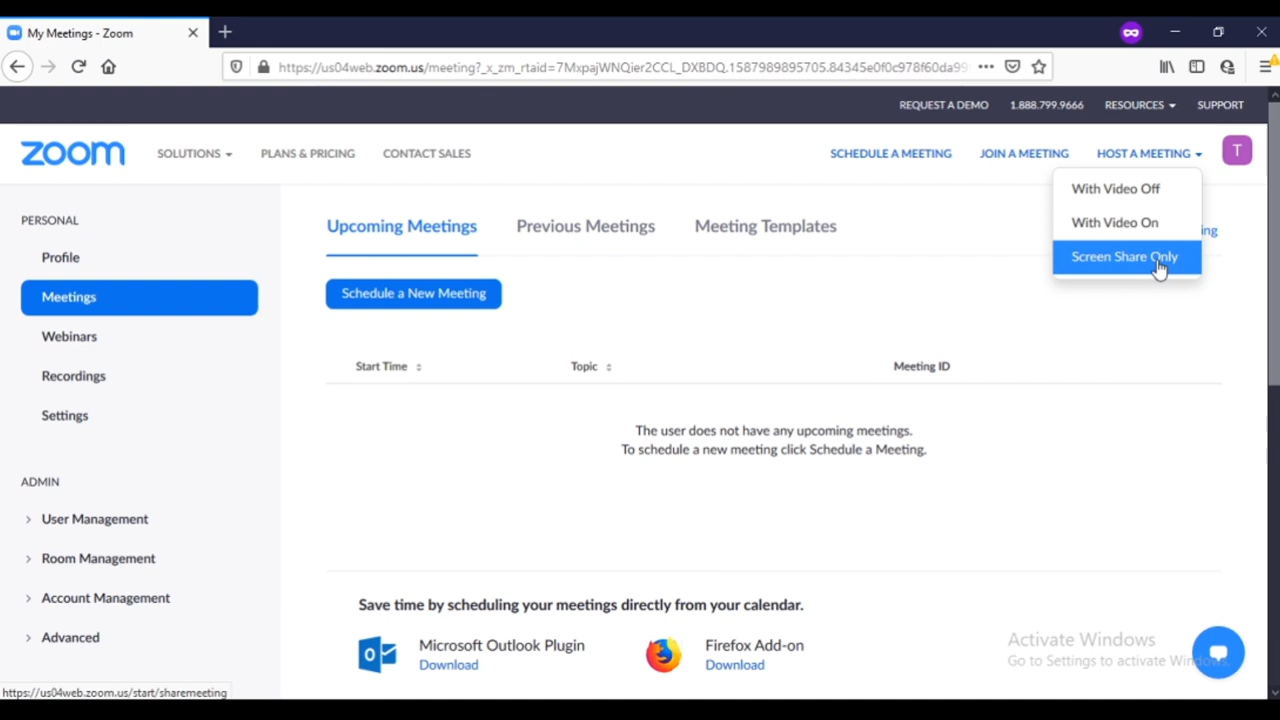 My Meetings - Zoom
https://us04web.zoom.us/meeting?_x_zm_rtaid=7MxpajWNQier2CCL_DXBDQ.1587989895705.84345e0f0c978f60da99
REQUEST A DEMO 1.888.799.9666 RESOURCES SUPPORT
zoom SOLUTIONS PLANS & PRICING CONTACT SALES SCHEDULE A MEETING JOIN A MEETING HOST A MEETING T
With Video Off
With Video On
Screen Share Only
PERSONAL
Profile
Meetings
Webinars
Recordings
Settings
ADMIN
User Management
Room Management
Account Management
Advanced
Upcoming Meetings Previous Meetings Meeting Templates
Schedule a New Meeting
Start Time Topic Meeting ID
The user does not have any upcoming meetings.
To schedule a new meeting click Schedule a Meeting.
Save time by scheduling your meetings directly from your calendar.
Microsoft Outlook Plugin
Download
Firefox Add-on
Download
Activate Windows
Go to Settings to activate Windows.
https://us04web.zoom.us/start/sharemeeting